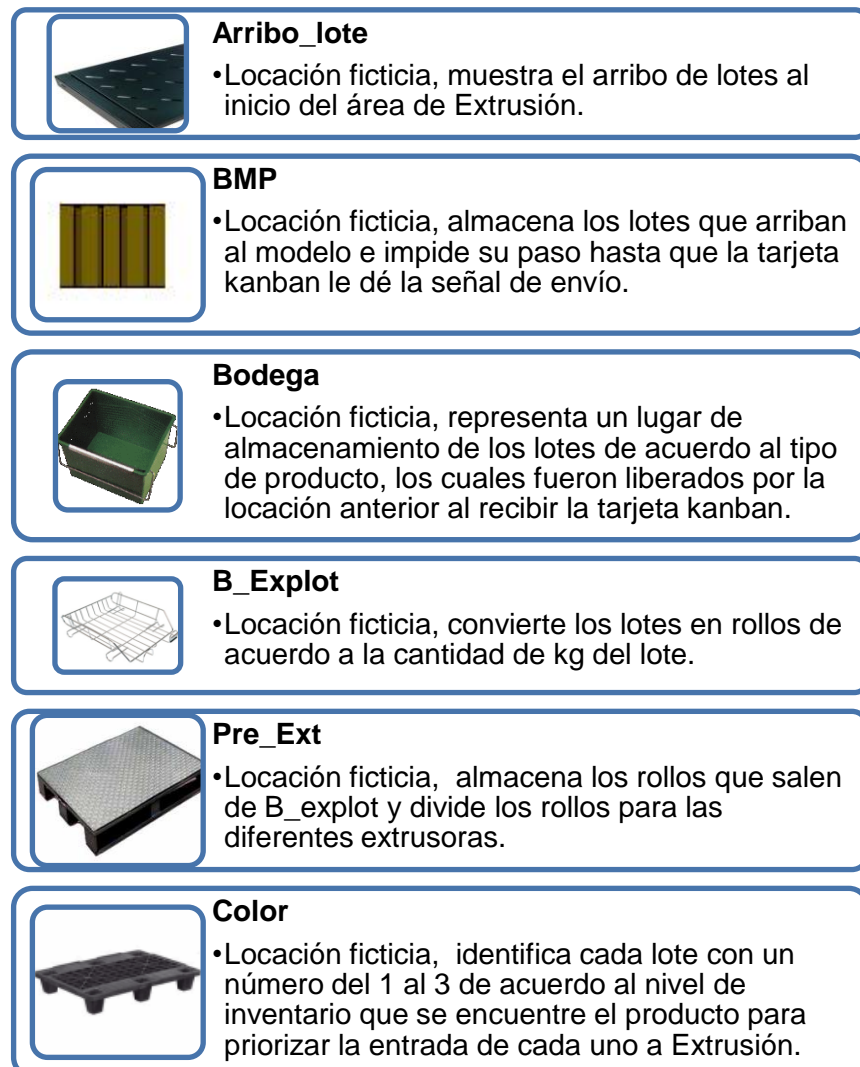 Arribo_lote
•Locación ficticia, muestra el arribo de lotes al
inicio del área de Extrusión.
BMP
•Locación ficticia, almacena los lotes que arriban
al modelo e impide su paso hasta que la tarjeta
kanban le dé la señal de envío.
Bodega
•Locación ficticia, representa un lugar de
almacenamiento de los lotes de acuerdo al tipo
de producto, los cuales fueron liberados por la
locación anterior al recibir la tarjeta kanban.
B_Explot
•Locación ficticia, convierte los lotes en rollos de
acuerdo a la cantidad de kg del lote.
Pre_Ext
•Locación ficticia, almacena los rollos que salen
de B_explot y divide los rollos para las
diferentes extrusoras.
Color
•Locación ficticia, identifica cada lote con un
número del 1 al 3 de acuerdo al nivel de
inventario que se encuentre el producto para
priorizar la entrada de cada uno a Extrusión.